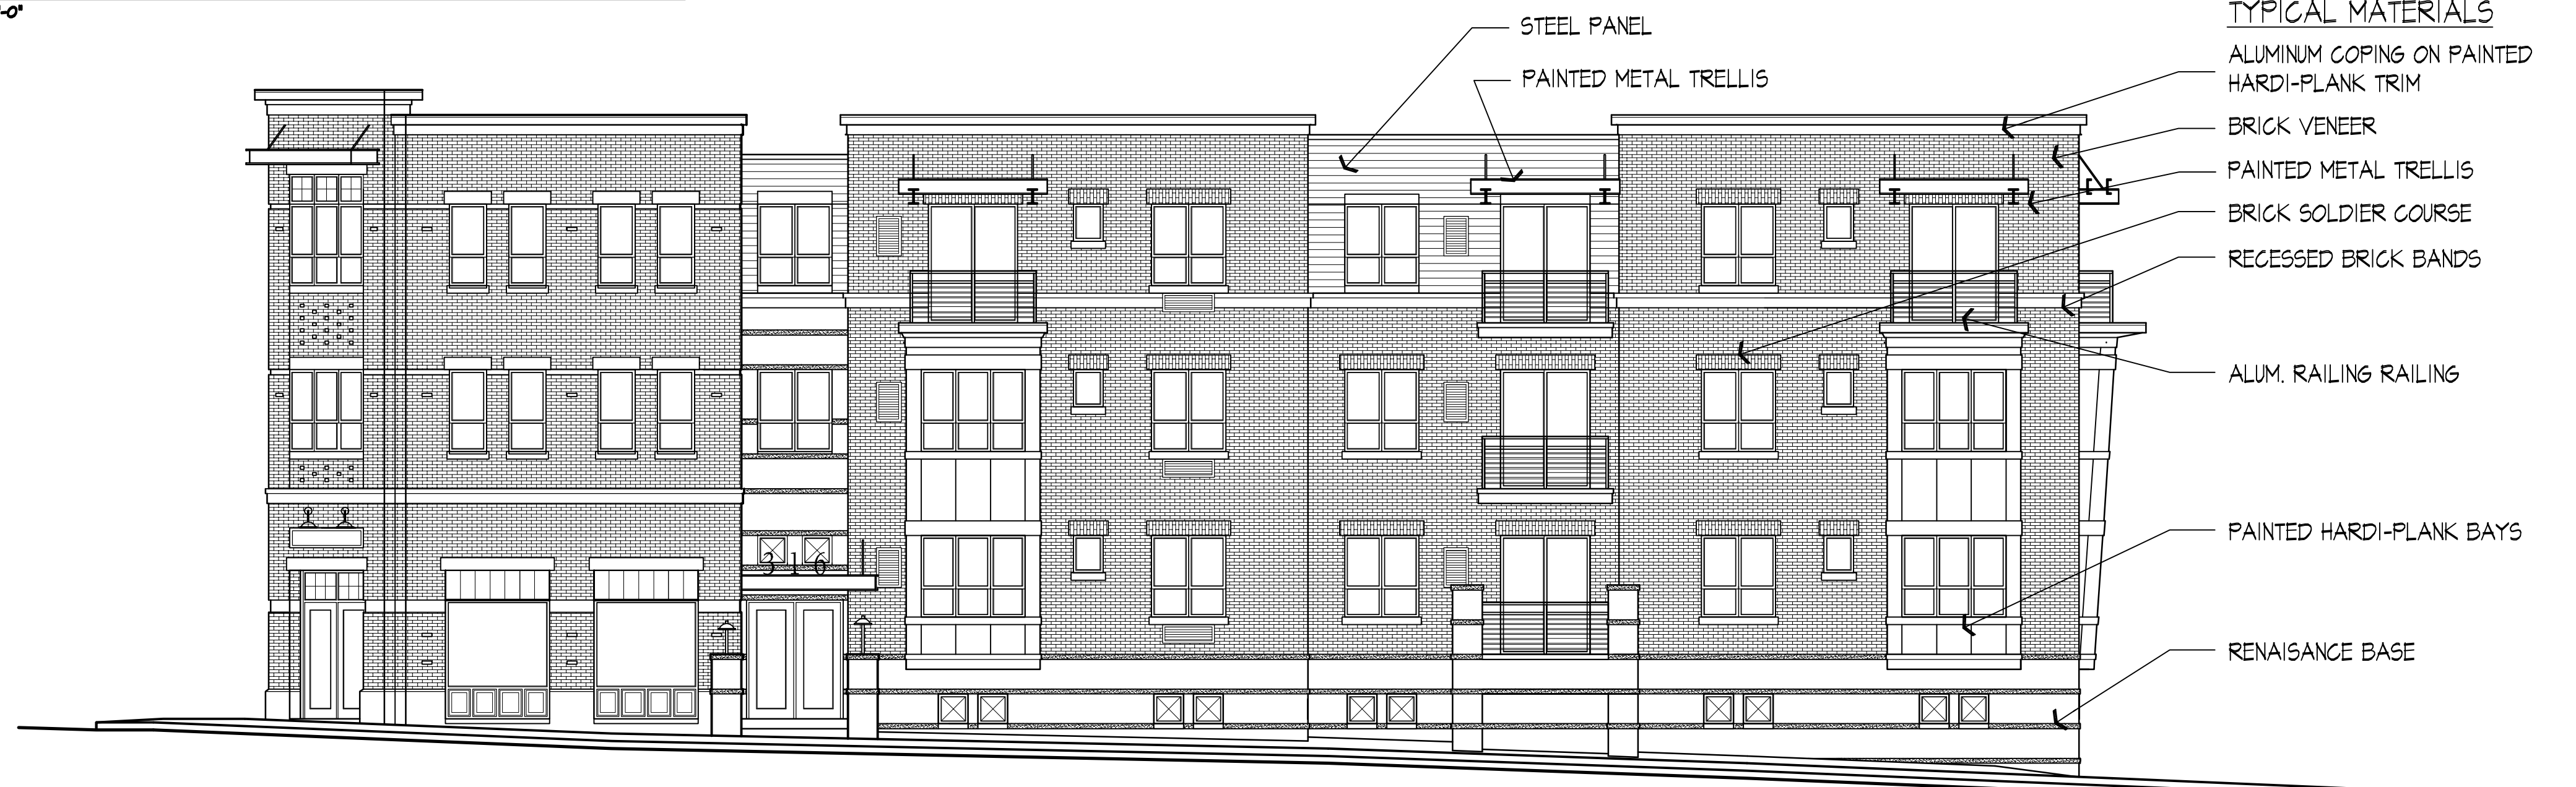 '-0"
STEEL PANEL
PAINTED METAL TRELLIS
TYPICAL MATERIALS
ALUMINUM COPING ON PAINTED
HARDI-PLANK TRIM
BRICK VENEER
PAINTED METAL TRELLIS
BRICK SOLDIER COURSE
RECESSED BRICK BANDS
ALUM. RAILING RAILING
PAINTED HARDI-PLANK BAYS
RENAISANCE BASE
316